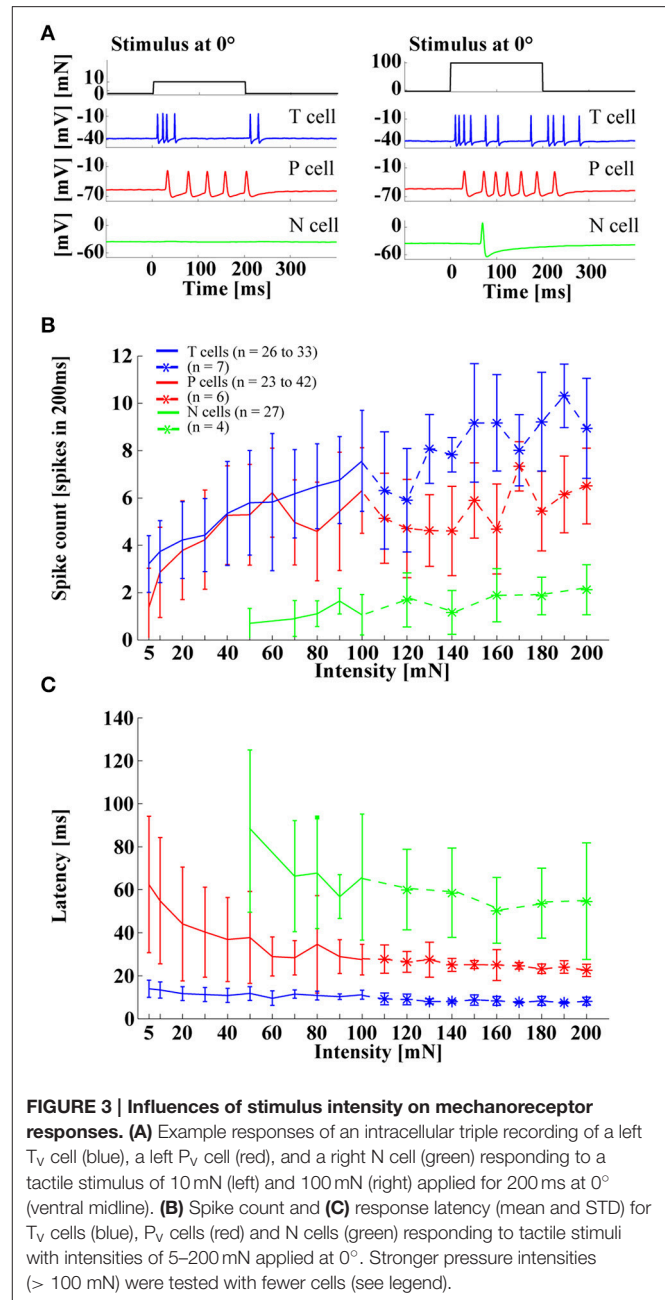 A
Stimulus at 0°
Stimulus at 0°
[mN]
10
0
100
0
[mV]
-10
-40
T cell
-10
-40
T cell
[mV]
-10
-70
P cell
-10
-70
P cell
[mV]
0
-60
N cell
0
-60
N cell
0 100 200 300
Time [ms]
0 100 200 300
Time [ms]
B
T cells (n = 26 to 33)
(n = 7)
P cells (n = 23 to 42)
(n = 6)
N cells (n = 27)
(n = 4)
Spike count [spikes in 200ms]
12
10
8
6
4
2
0
5 20 40 60 80 100 120 140 160 180 200
Intensity [mN]
C
Latency [ms]
140
120
100
80
60
40
20
0
5 20 40 60 80 100 120 140 160 180 200
Intensity [mN]
FIGURE 3 | Influences of stimulus intensity on mechanoreceptor
responses. (A) Example responses of an intracellular triple recording of a left
Tv cell (blue), a left Pv cell (red), and a right N cell (green) responding to a
tactile stimulus of 10 mN (left) and 100 mN (right) applied for 200 ms at 0°
(ventral midline). (B) Spike count and (C) response latency (mean and STD) for
Tv cells (blue), Pv cells (red) and N cells (green) responding to tactile stimuli
with intensities of 5–200 mN applied at 0°. Stronger pressure intensities
(> 100 mN) were tested with fewer cells (see legend).